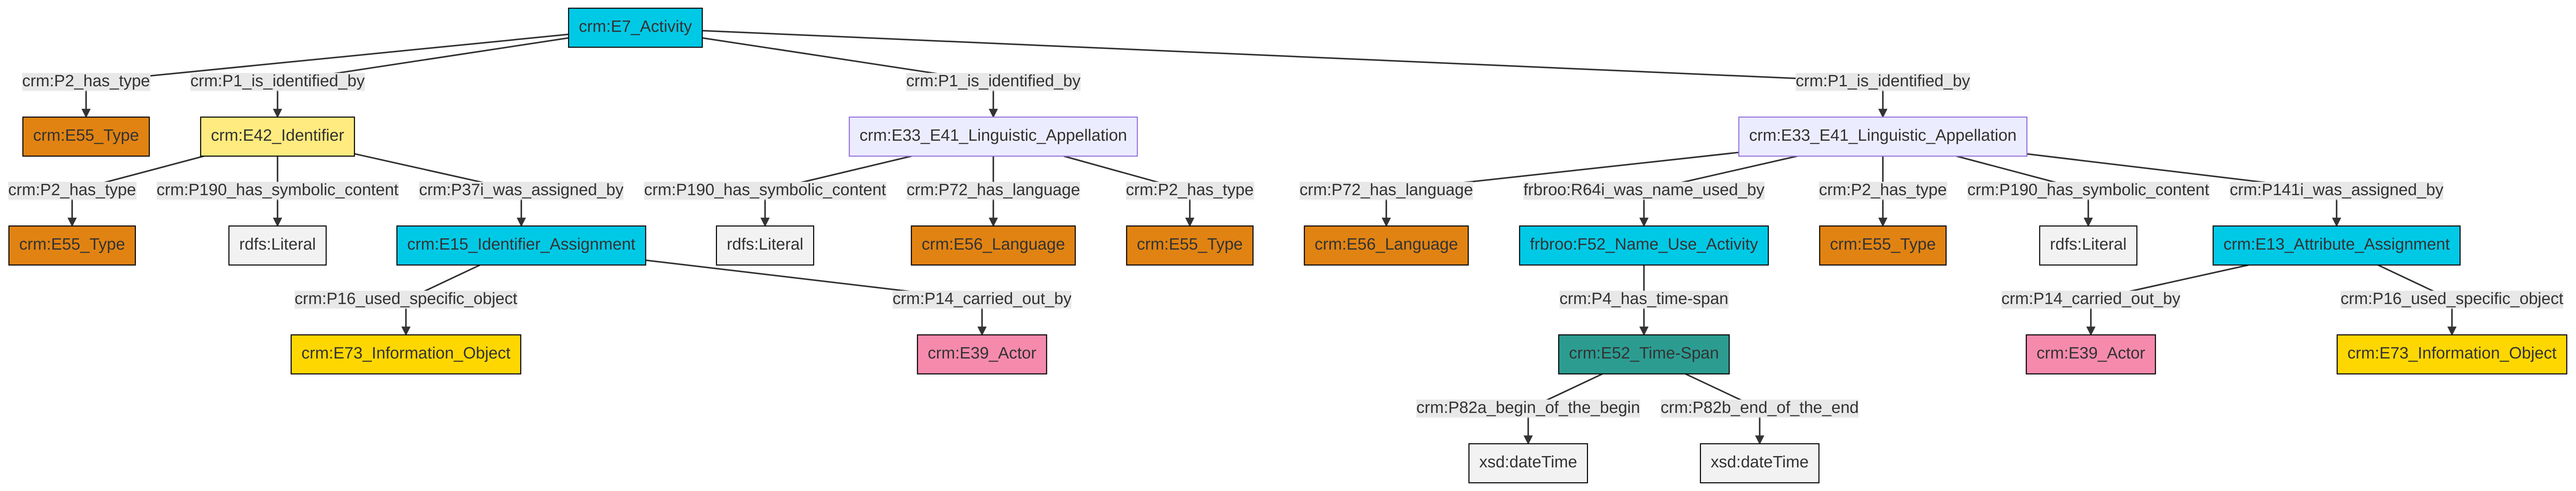 crm:E7_Activity
crm:P2_has_type
crm:P1_is_identified_by
crm:P1_is_identified_by
crm:P1_is_identified_by
crm:E55_Type
crm:E42_Identifier
crm:E33_E41_Linguistic_Appellation
crm:E33_E41_Linguistic_Appellation
crm:P2_has_type
crm:P190_has_symbolic_content
crm:P37i_was_assigned_by
crm:P190_has_symbolic_content
crm:P72_has_language
crm:P2_has_type
crm:P72_has_language
frbroo:R64i_was_name_used_by
crm:P2_has_type
crm:P190_has_symbolic_content
crm:P141i_was_assigned_by
crm:E55_Type
rdfs:Literal
crm:E15_Identifier_Assignment
rdfs:Literal
crm:E56_Language
crm:E55_Type
crm:E56_Language
frbroo:F52_Name_Use_Activity
crm:E55_Type
rdfs:Literal
crm:E13_Attribute_Assignment
crm:P16_used_specific_object
crm:P14_carried_out_by
crm:P4_has_time-span
crm:P14_carried_out_by
crm:P16_used_specific_object
crm:E73_Information_Object
crm:E39_Actor
crm:E52_Time-Span
crm:E39_Actor
crm:E73_Information_Object
crm:P82a_begin_of_the_begin
crm:P82b_end_of_the_end
xsd:dateTime
xsd:dateTime